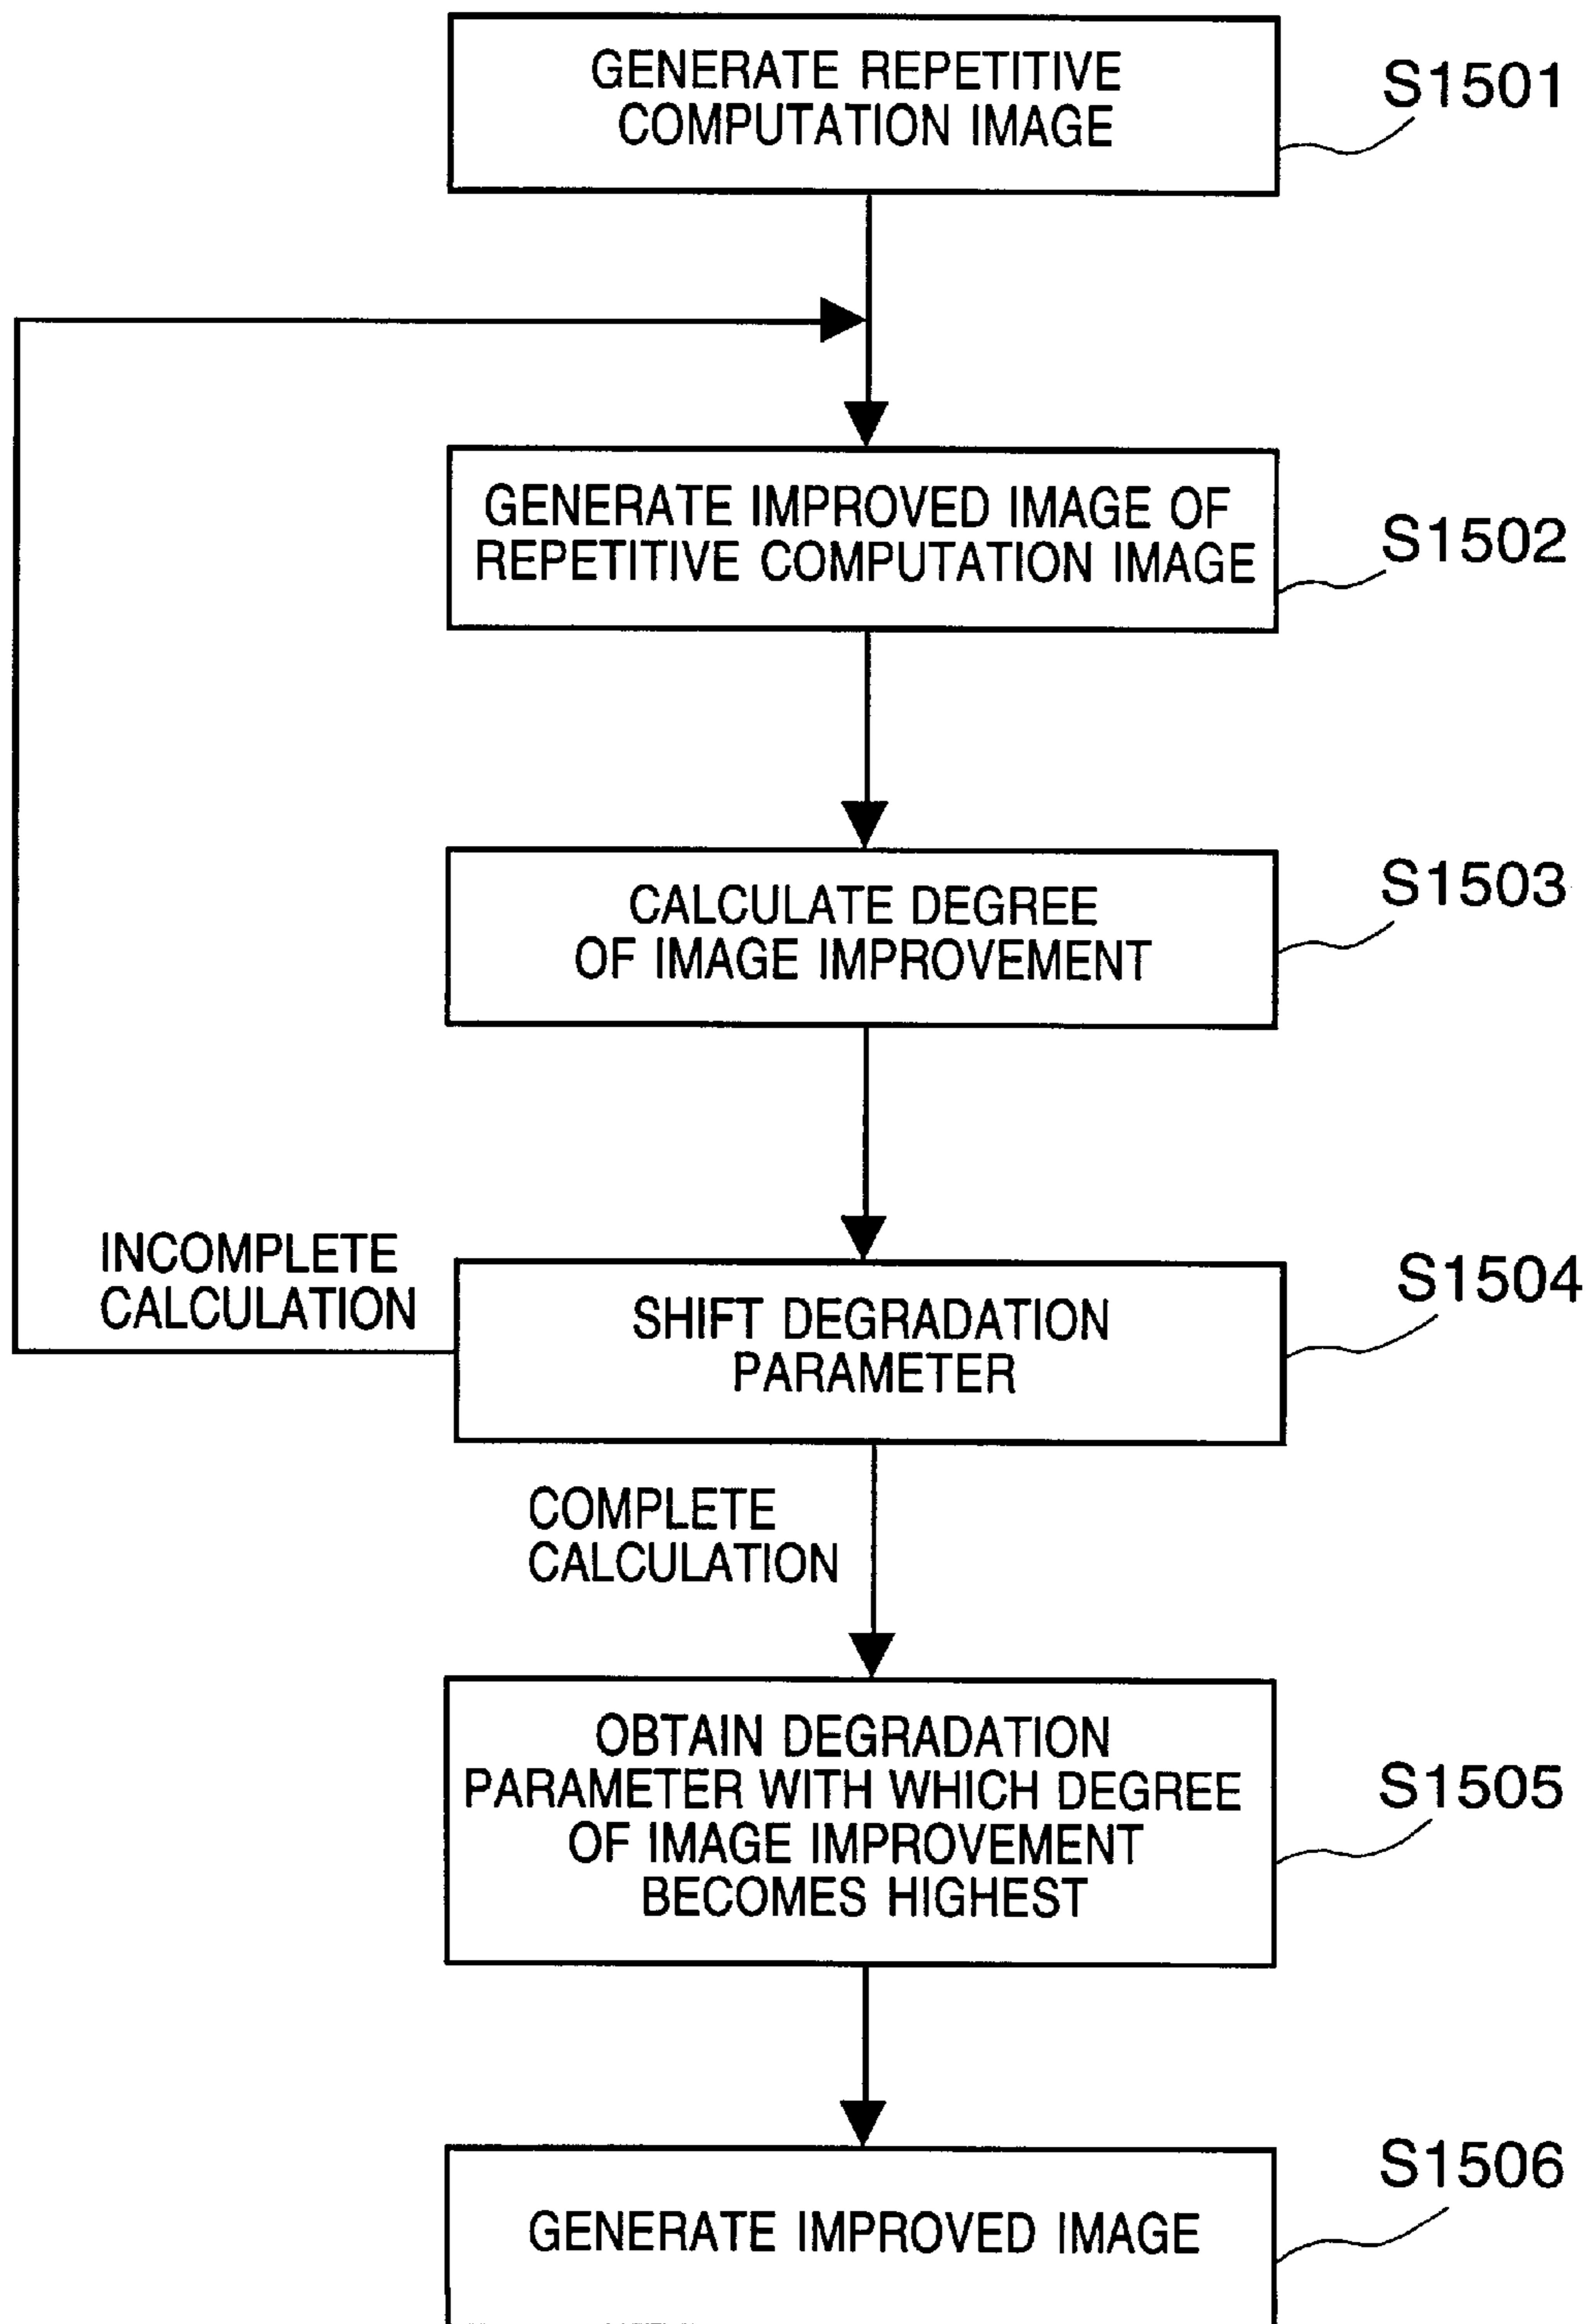 GENERATE REPETITIVE
COMPUTATION IMAGE
S1501
GENERATE IMPROVED IMAGE OF
REPETITIVE COMPUTATION IMAGE
S1502
CALCULATE DEGREE
OF IMAGE IMPROVEMENT
S1503
INCOMPLETE
CALCULATION
SHIFT DEGRADATION
PARAMETER
S1504
COMPLETE
CALCULATION
OBTAIN DEGRADATION
PARAMETER WITH WHICH DEGREE
OF IMAGE IMPROVEMENT
BECOMES HIGHEST
S1505
GENERATE IMPROVED IMAGE
S1506